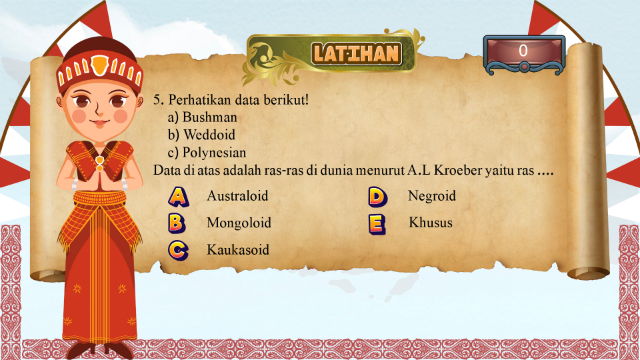 LATIHAN
0
5. Perhatikan data berikut!
a) Bushman
b) Weddoid
c) Polynesian
Data di atas adalah ras-ras di dunia menurut A.L Kroeber yaitu ras ....
A Australoid
B Mongoloid
C Kaukasoid
D Negroid
E Khusus